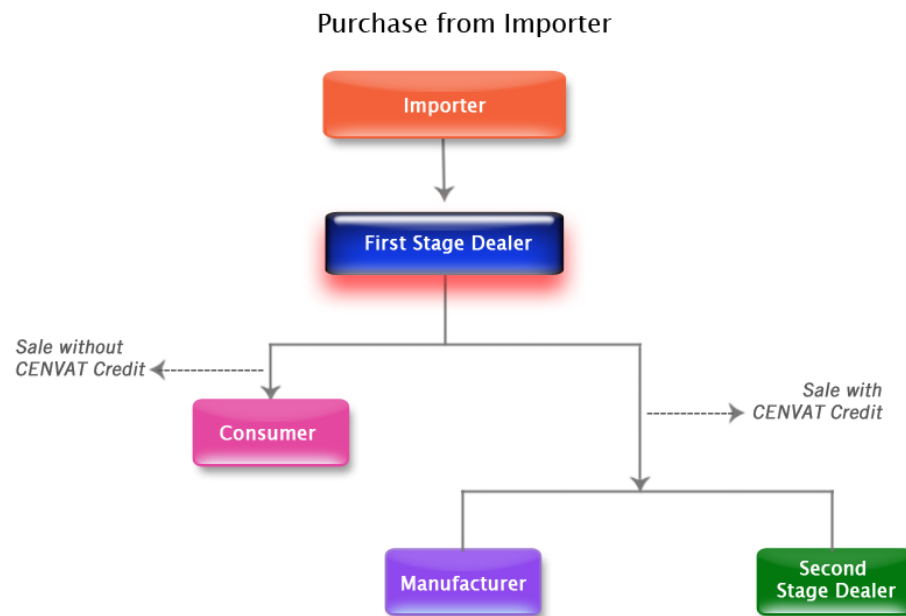 Purchase from Importer
Importer
First Stage Dealer
Sale without
CENVAT Credit
Consumer
Sale with
CENVAT Credit
Manufacturer
Second
Stage Dealer